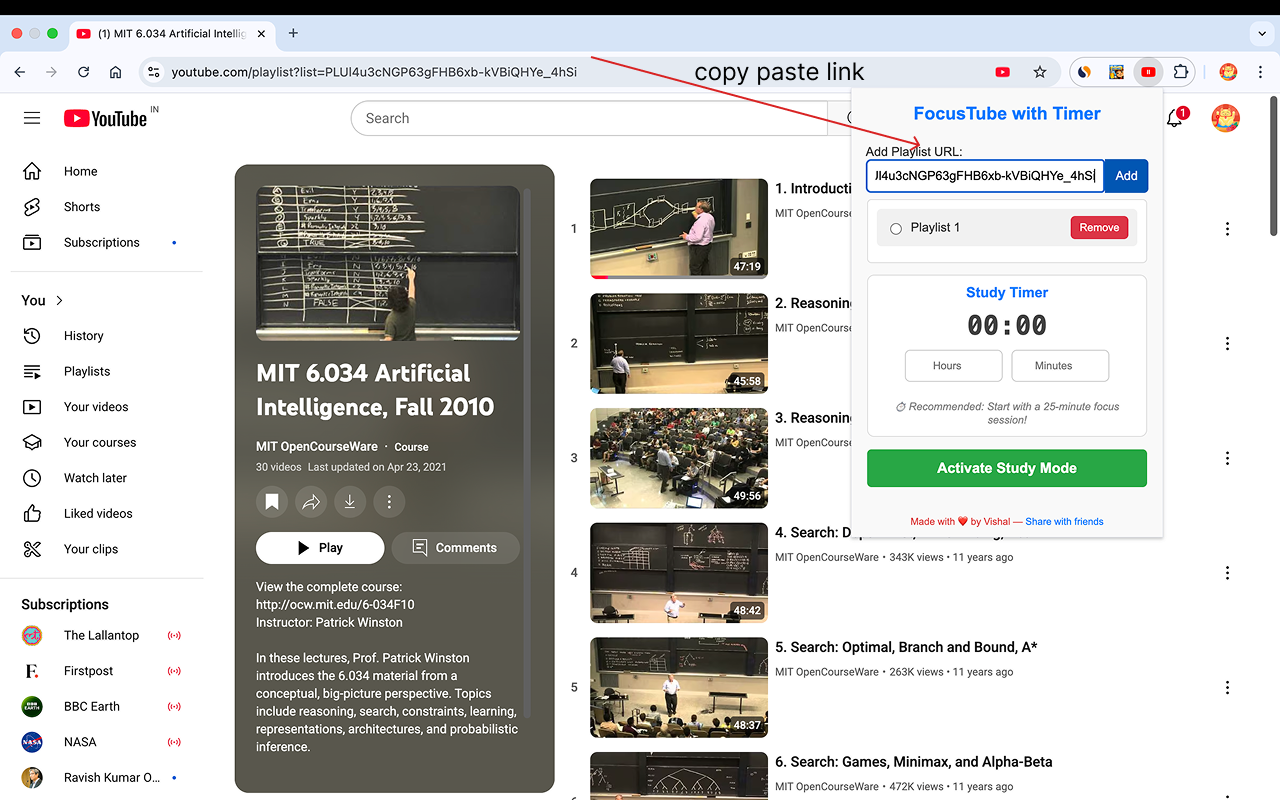 (1) MIT 6.034 Artificial Intellig
youtube.com/playlist?list=PLUl4u3cNGP63gFHB6xb-kVBiQHYe_4hSi
copy paste link
YouTube IN
Search
1
Home
Shorts
Subscriptions
You
History
Playlists
Your videos
Your courses
Watch later
Liked videos
Your clips
Subscriptions
The Lallantop
Firstpost
BBC Earth
NASA
Ravish Kumar O...
MIT 6.034 Artificial
Intelligence, Fall 2010
MIT OpenCourseWare · Course
30 videos Last updated on Apr 23, 2021
Play
Comments
View the complete course:
http://ocw.mit.edu/6-034F10
Instructor: Patrick Winston
In these lectures, Prof. Patrick Winston
introduces the 6.034 material from a
conceptual, big-picture perspective. Topics
include reasoning, search, constraints, learning,
representations, architectures, and probabilistic
inference.
1
47:19
1. Introducti
MIT OpenCourse
2
45:58
2. Reasoning
MIT OpenCourse
3
49:56
3. Reasoning
MIT OpenCourse
4
48:42
4. Search: D
MIT OpenCourseWare • 343K views • 11 years ago
5
48:37
5. Search: Optimal, Branch and Bound, A*
MIT OpenCourseWare • 263K views • 11 years ago
6. Search: Games, Minimax, and Alpha-Beta
MIT OpenCourseWare • 472K views • 11 years ago
FocusTube with Timer
Add Playlist URL:
Jl4u3cNGP63gFHB6xb-kVBiQHYe_4hSi
Add
Playlist 1
Remove
Study Timer
00:00
Hours
Minutes
⏱ Recommended: Start with a 25-minute focus
session!
Activate Study Mode
Made with ❤️ by Vishal — Share with friends